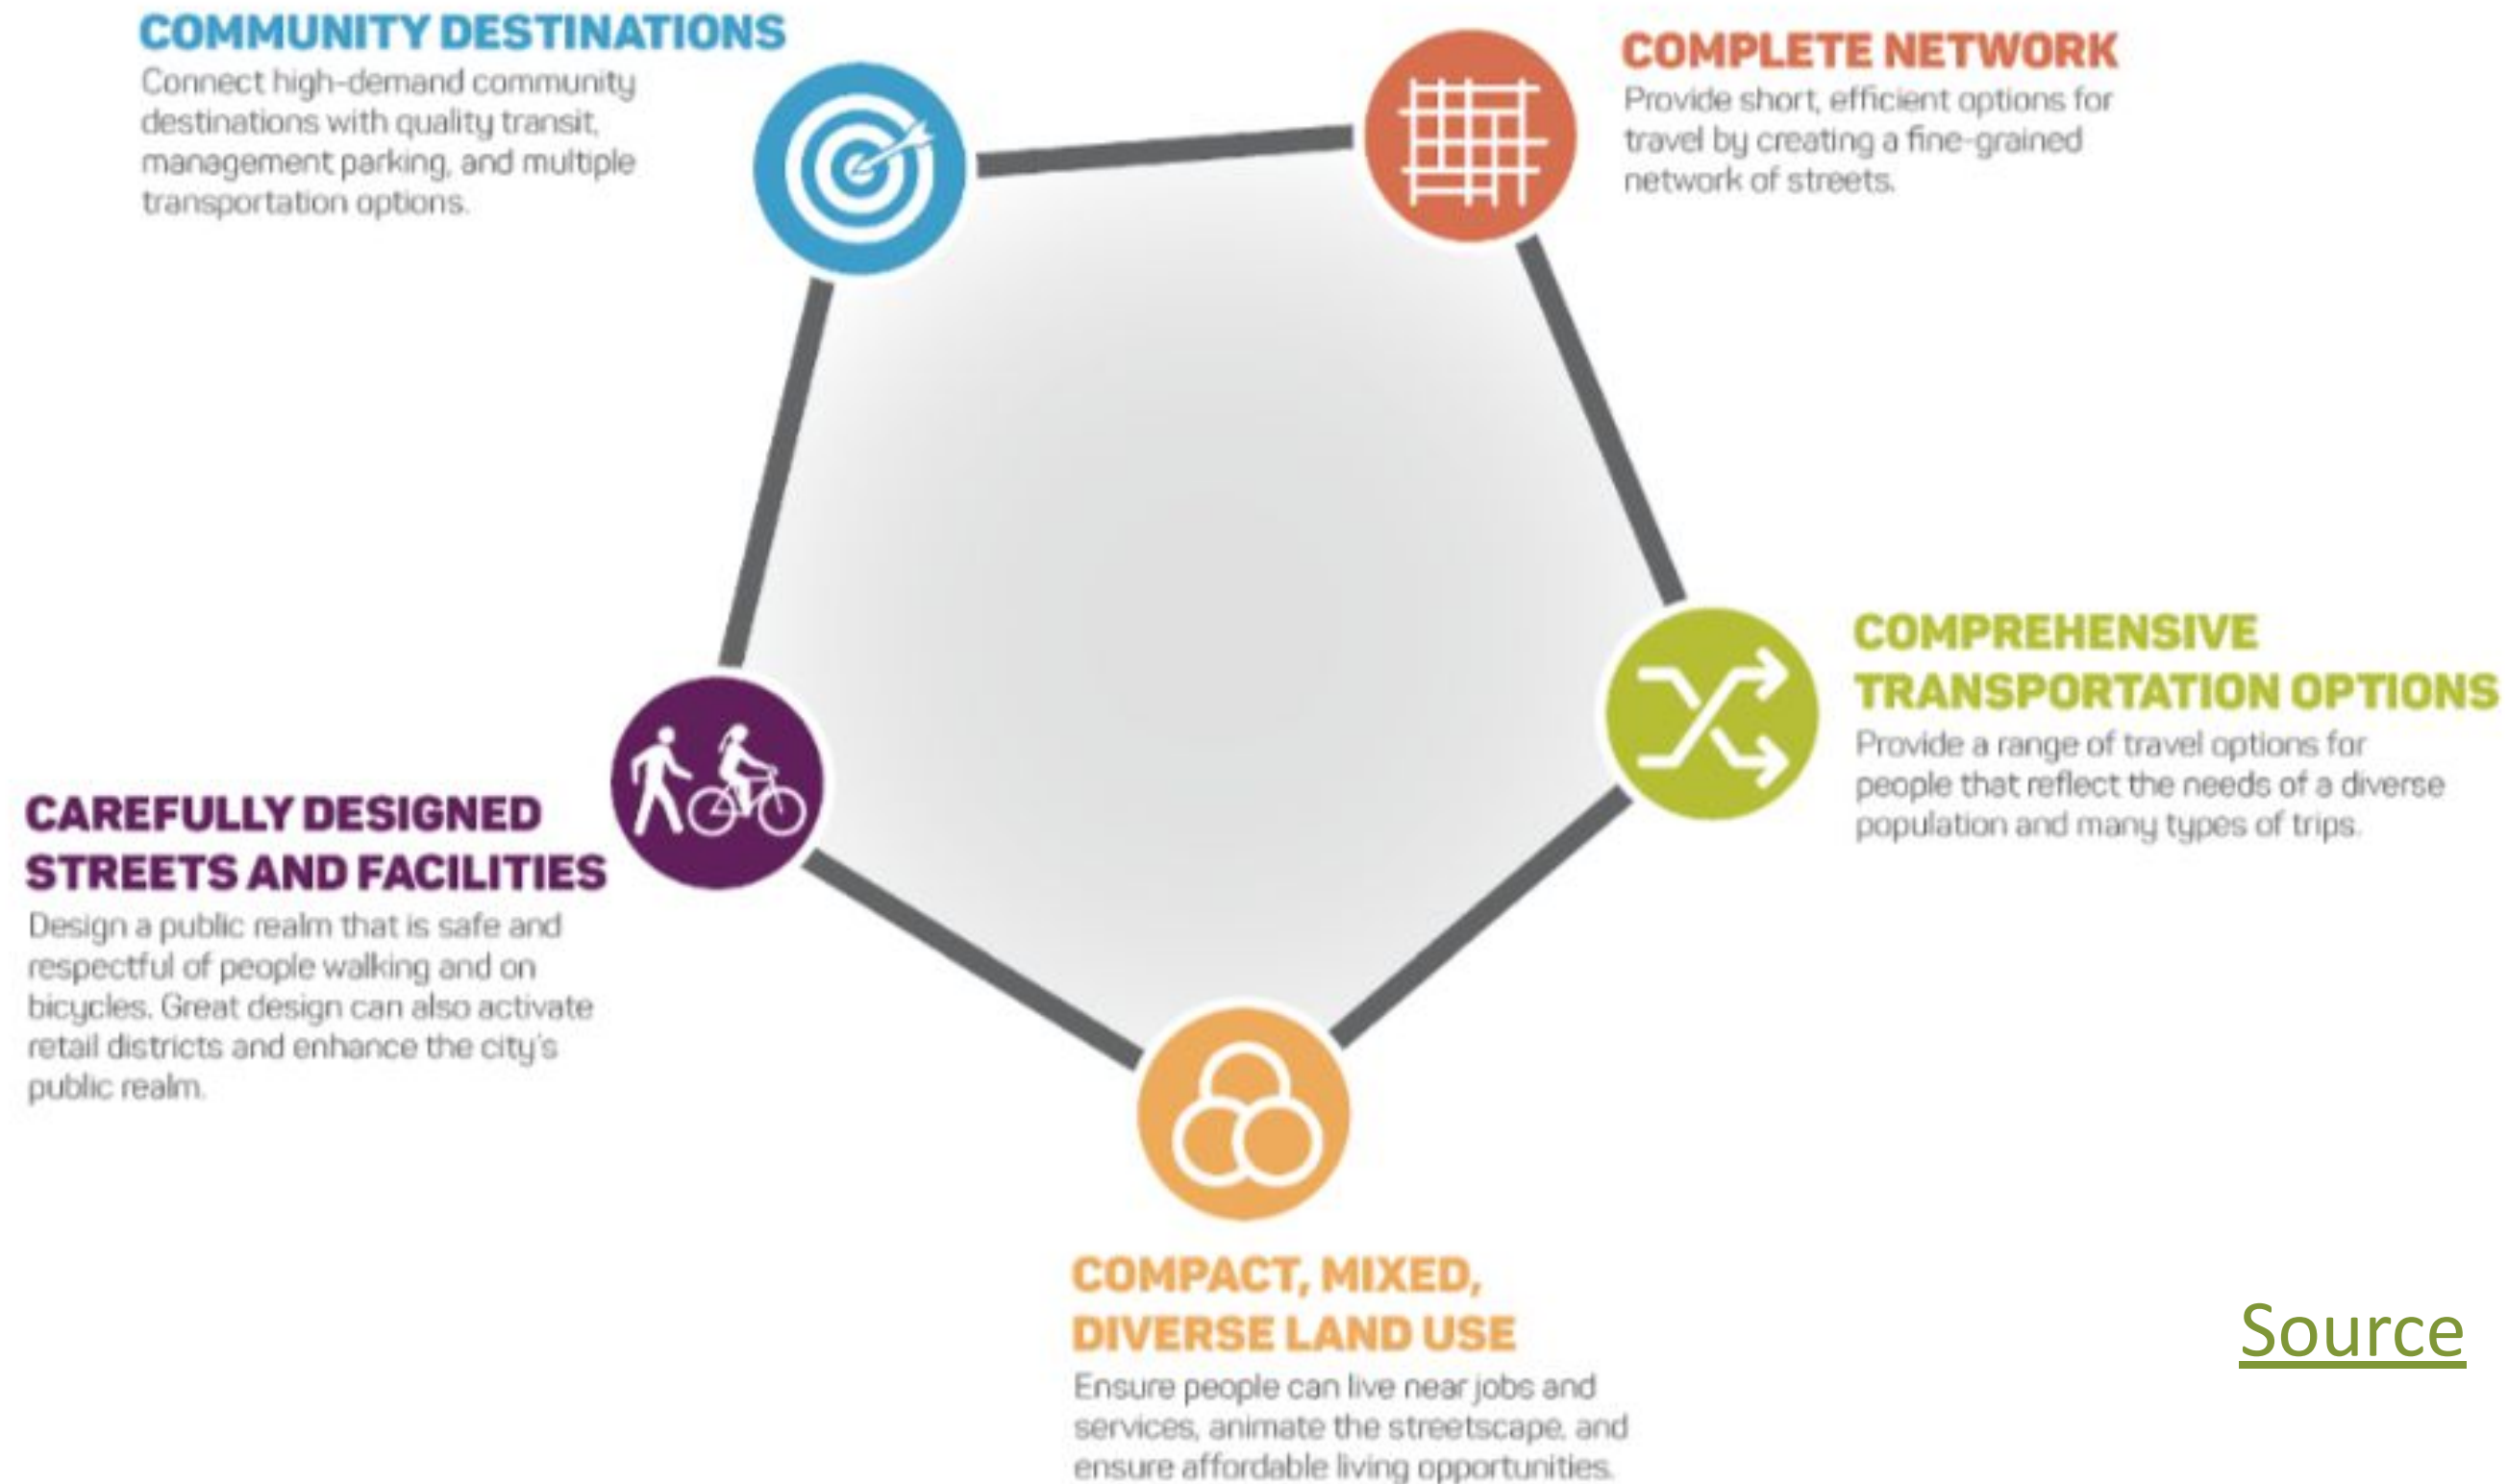 COMMUNITY DESTINATIONS
Connect high-demand community
destinations with quality transit,
management parking, and multiple
transportation options.
COMPLETE NETWORK
Provide short, efficient options for
travel by creating a fine-grained
network of streets.
COMPREHENSIVE
TRANSPORTATION OPTIONS
Provide a range of travel options for
people that reflect the needs of a diverse
population and many types of trips.
CAREFULLY DESIGNED
STREETS AND FACILITIES
Design a public realm that is safe and
respectful of people walking and on
bicycles. Great design can also activate
retail districts and enhance the city's
public realm.
COMPACT, MIXED,
DIVERSE LAND USE
Ensure people can live near jobs and
services, animate the streetscape, and
ensure affordable living opportunities.
Source